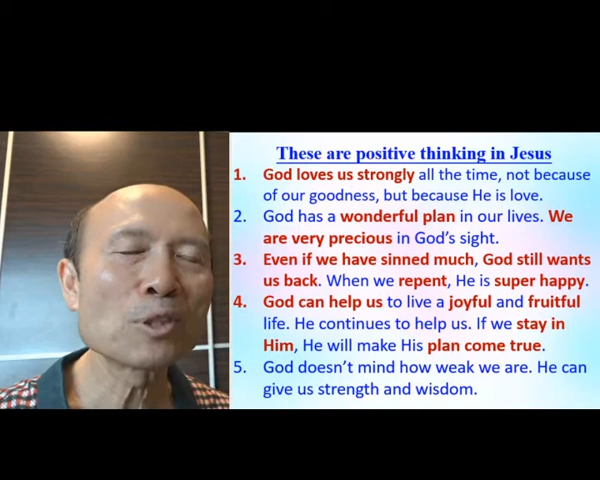 These are positive thinking in Jesus
1. God loves us strongly all the time, not because
of our goodness, but because He is love.
2. God has a wonderful plan in our lives. We
are very precious in God's sight.
3. Even if we have sinned much, God still wants
us back. When we repent, He is super happy.
4. God can help us to live a joyful and fruitful
life. He continues to help us. If we stay in
Him, He will make His plan come true.
5. God doesn't mind how weak we are. He can
give us strength and wisdom.